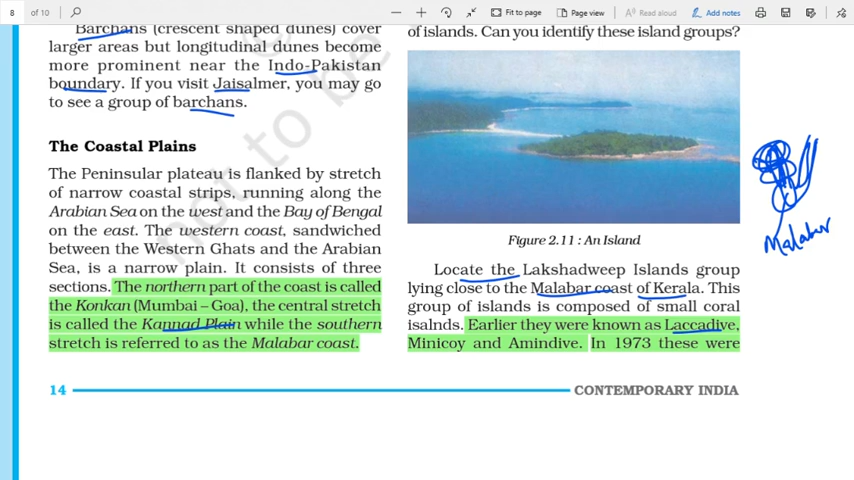 8 of 10
Fit to page
Page view
Read aloud
Add notes
Barchans (crescent shaped dunes) cover
larger areas but longitudinal dunes become
more prominent near the Indo-Pakistan
boundary. If you visit Jaisalmer, you may go
to see a group of barchans.
The Coastal Plains
The Peninsular plateau is flanked by stretch
of narrow coastal strips, running along the
Arabian Sea on the west and the Bay of Bengal
on the east. The western coast, sandwiched
between the Western Ghats and the Arabian
Sea, is a narrow plain. It consists of three
sections. The northern part of the coast is called
the Konkan (Mumbai – Goa), the central stretch
is called the Kannad Plain while the southern
stretch is referred to as the Malabar coast.
not to be
of islands. Can you identify these island groups?
Figure 2.11 : An Island
Malabar
Locate the Lakshadweep Islands group
lying close to the Malabar coast of Kerala. This
group of islands is composed of small coral
isalnds. Earlier they were known as Laccadive,
Minicoy and Amindive. In 1973 these were
14
CONTEMPORARY INDIA